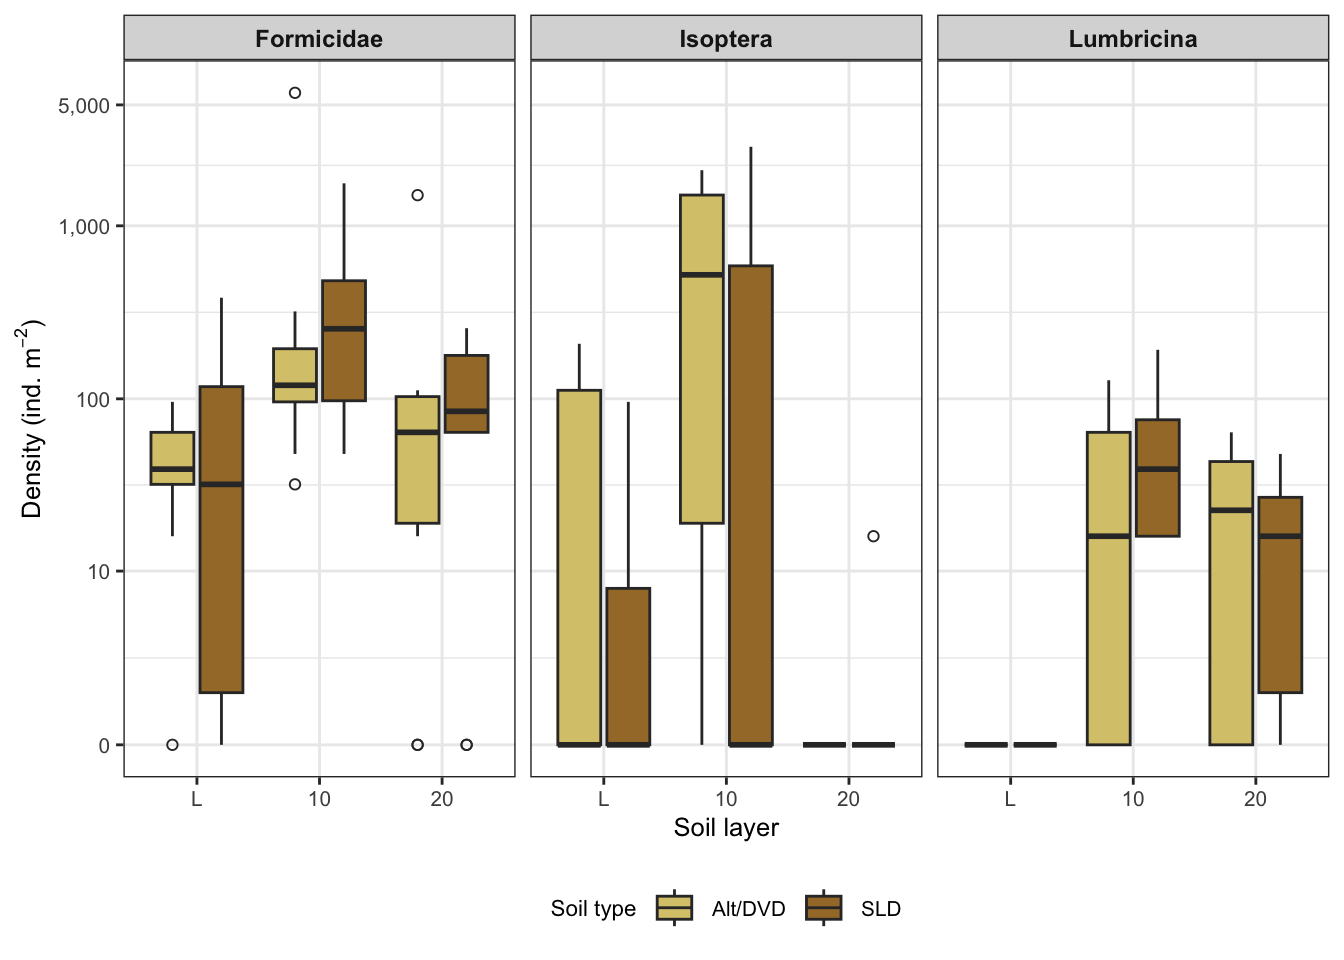 Formicidae Isoptera Lumbricina
5,000
1,000
100
10
0
Density (ind. m⁻²)
L 10 20 L 10 20 L 10 20
Soil layer
Soil type Alt/DVD SLD